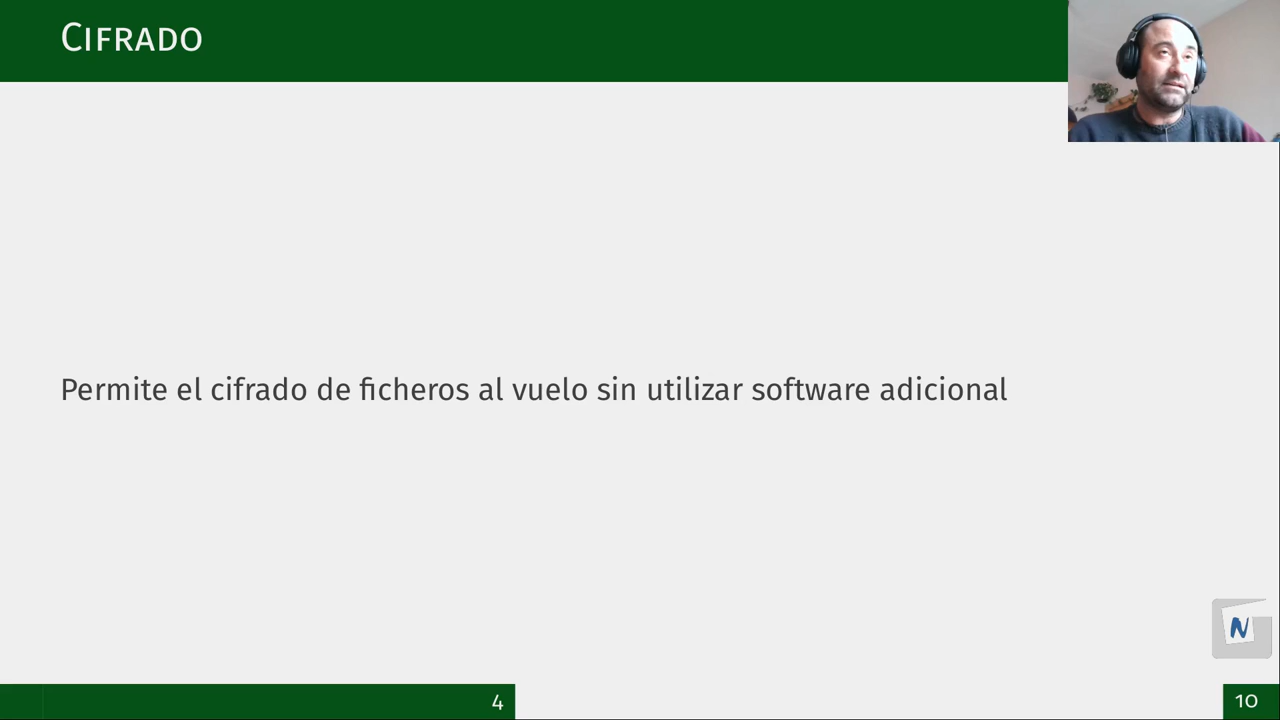 Cifrado
Permite el cifrado de ficheros al vuelo sin utilizar software adicional
N
4
10